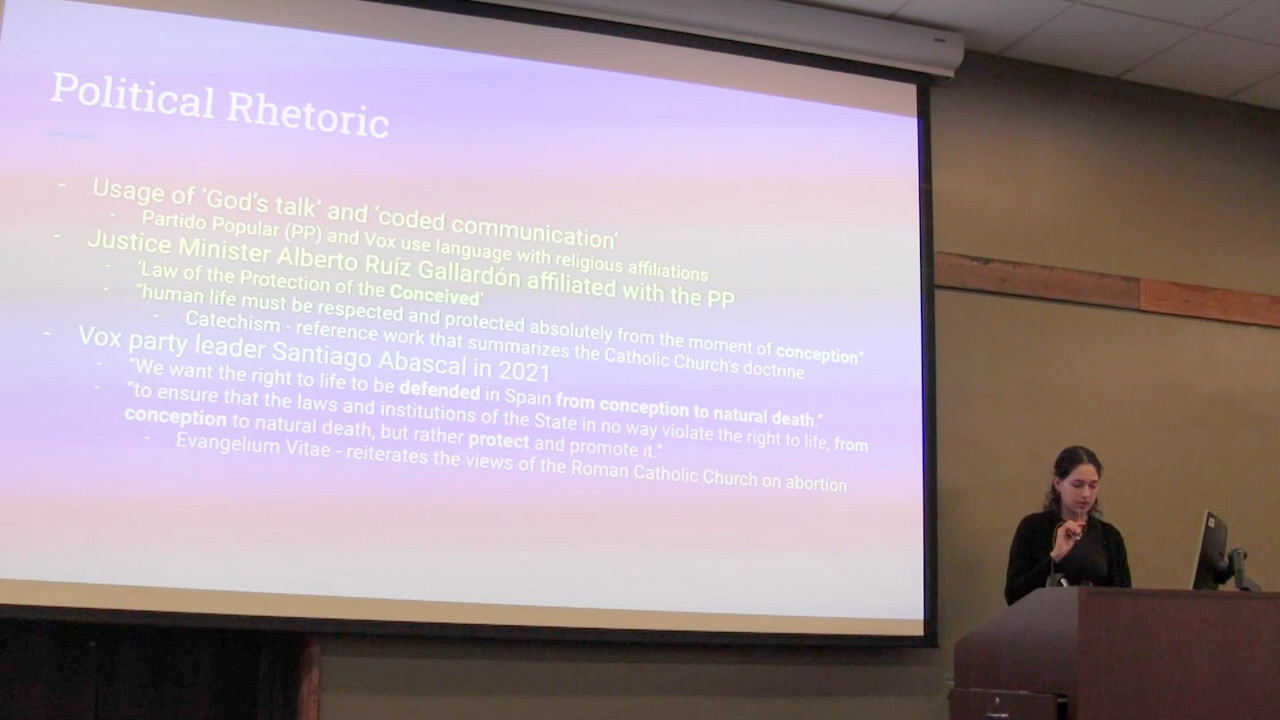 Political Rhetoric
- Usage of 'God's talk' and 'coded communication'
- Partido Popular (PP) and Vox use language with religious affiliations
- Justice Minister Alberto Ruíz Gallardón affiliated with the PP
- 'Law of the Protection of the Conceived'
- "human life must be respected and protected absolutely from the moment of conception"
- Catechism - reference work that summarizes the Catholic Church's doctrine
- Vox party leader Santiago Abascal in 2021
- "We want the right to life to be defended in Spain from conception to natural death."
- "to ensure that the laws and institutions of the State in no way violate the right to life, from
conception to natural death, but rather protect and promote it."
- Evangelium Vitae - reiterates the views of the Roman Catholic Church on abortion